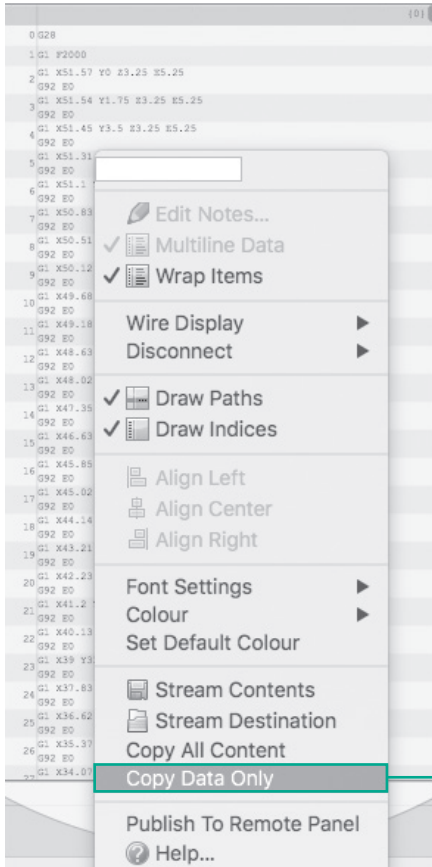 {0}
0 G28
1 G1 F2000
2 G1 X51.57 Y0 Z3.25 E5.25
G92 E0
3 G1 X51.54 Y1.75 Z3.25 E5.25
G92 E0
4 G1 X51.45 Y3.5 Z3.25 E5.25
G92 E0
5 G1 X51.31
G92 E0
6 G1 X51.1
G92 E0
7 G1 X50.83
G92 E0
8 G1 X50.51
G92 E0
9 G1 X50.12
G92 E0
10 G1 X49.68
G92 E0
11 G1 X49.18
G92 E0
12 G1 X48.63
G92 E0
13 G1 X48.02
G92 E0
14 G1 X47.35
G92 E0
15 G1 X46.63
G92 E0
16 G1 X45.85
G92 E0
17 G1 X45.02
G92 E0
18 G1 X44.14
G92 E0
19 G1 X43.21
G92 E0
20 G1 X42.23
G92 E0
21 G1 X41.2
G92 E0
22 G1 X40.13
G92 E0
23 G1 X39 Y3
G92 E0
24 G1 X37.83
G92 E0
25 G1 X36.62
G92 E0
26 G1 X35.37
G92 E0
27 G1 X34.07
Edit Notes...
Multiline Data
Wrap Items
Wire Display
Disconnect
Draw Paths
Draw Indices
Align Left
Align Center
Align Right
Font Settings
Colour
Set Default Colour
Stream Contents
Stream Destination
Copy All Content
Copy Data Only
Publish To Remote Panel
Help...